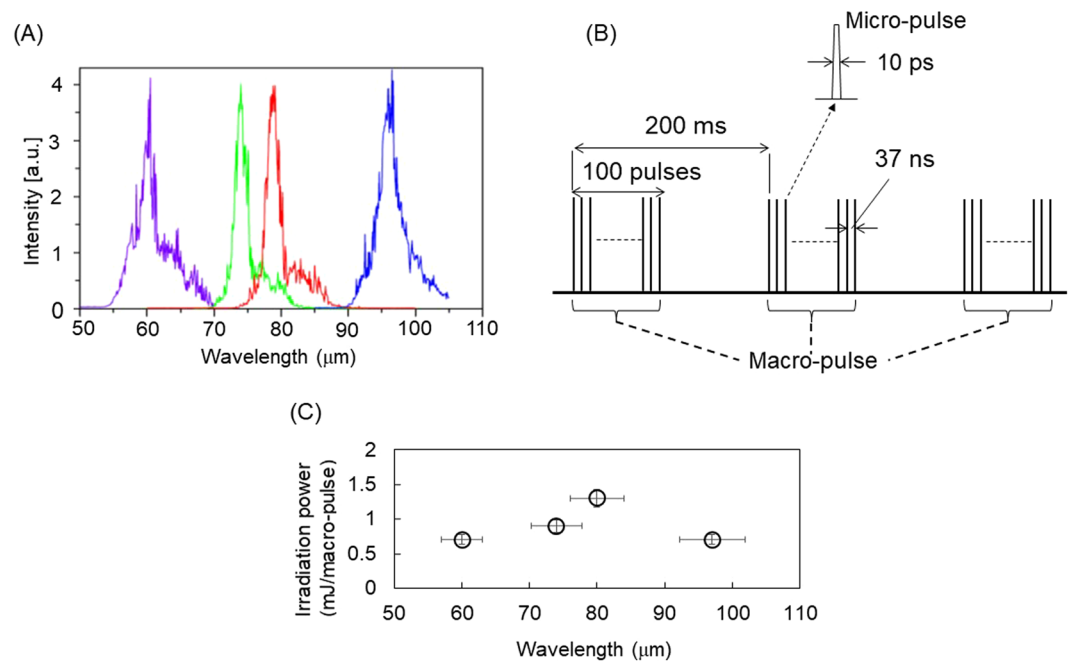 (A)
Intensity [a.u.]
4
3
2
1
0
50 60 70 80 90 100 110
Wavelength (μm)
(B)
Micro-pulse
10 ps
200 ms
37 ns
100 pulses
Macro-pulse
(C)
Irradiation power
(mJ/macro-pulse)
2
1.5
1
0.5
0
50 60 70 80 90 100 110
Wavelength (μm)